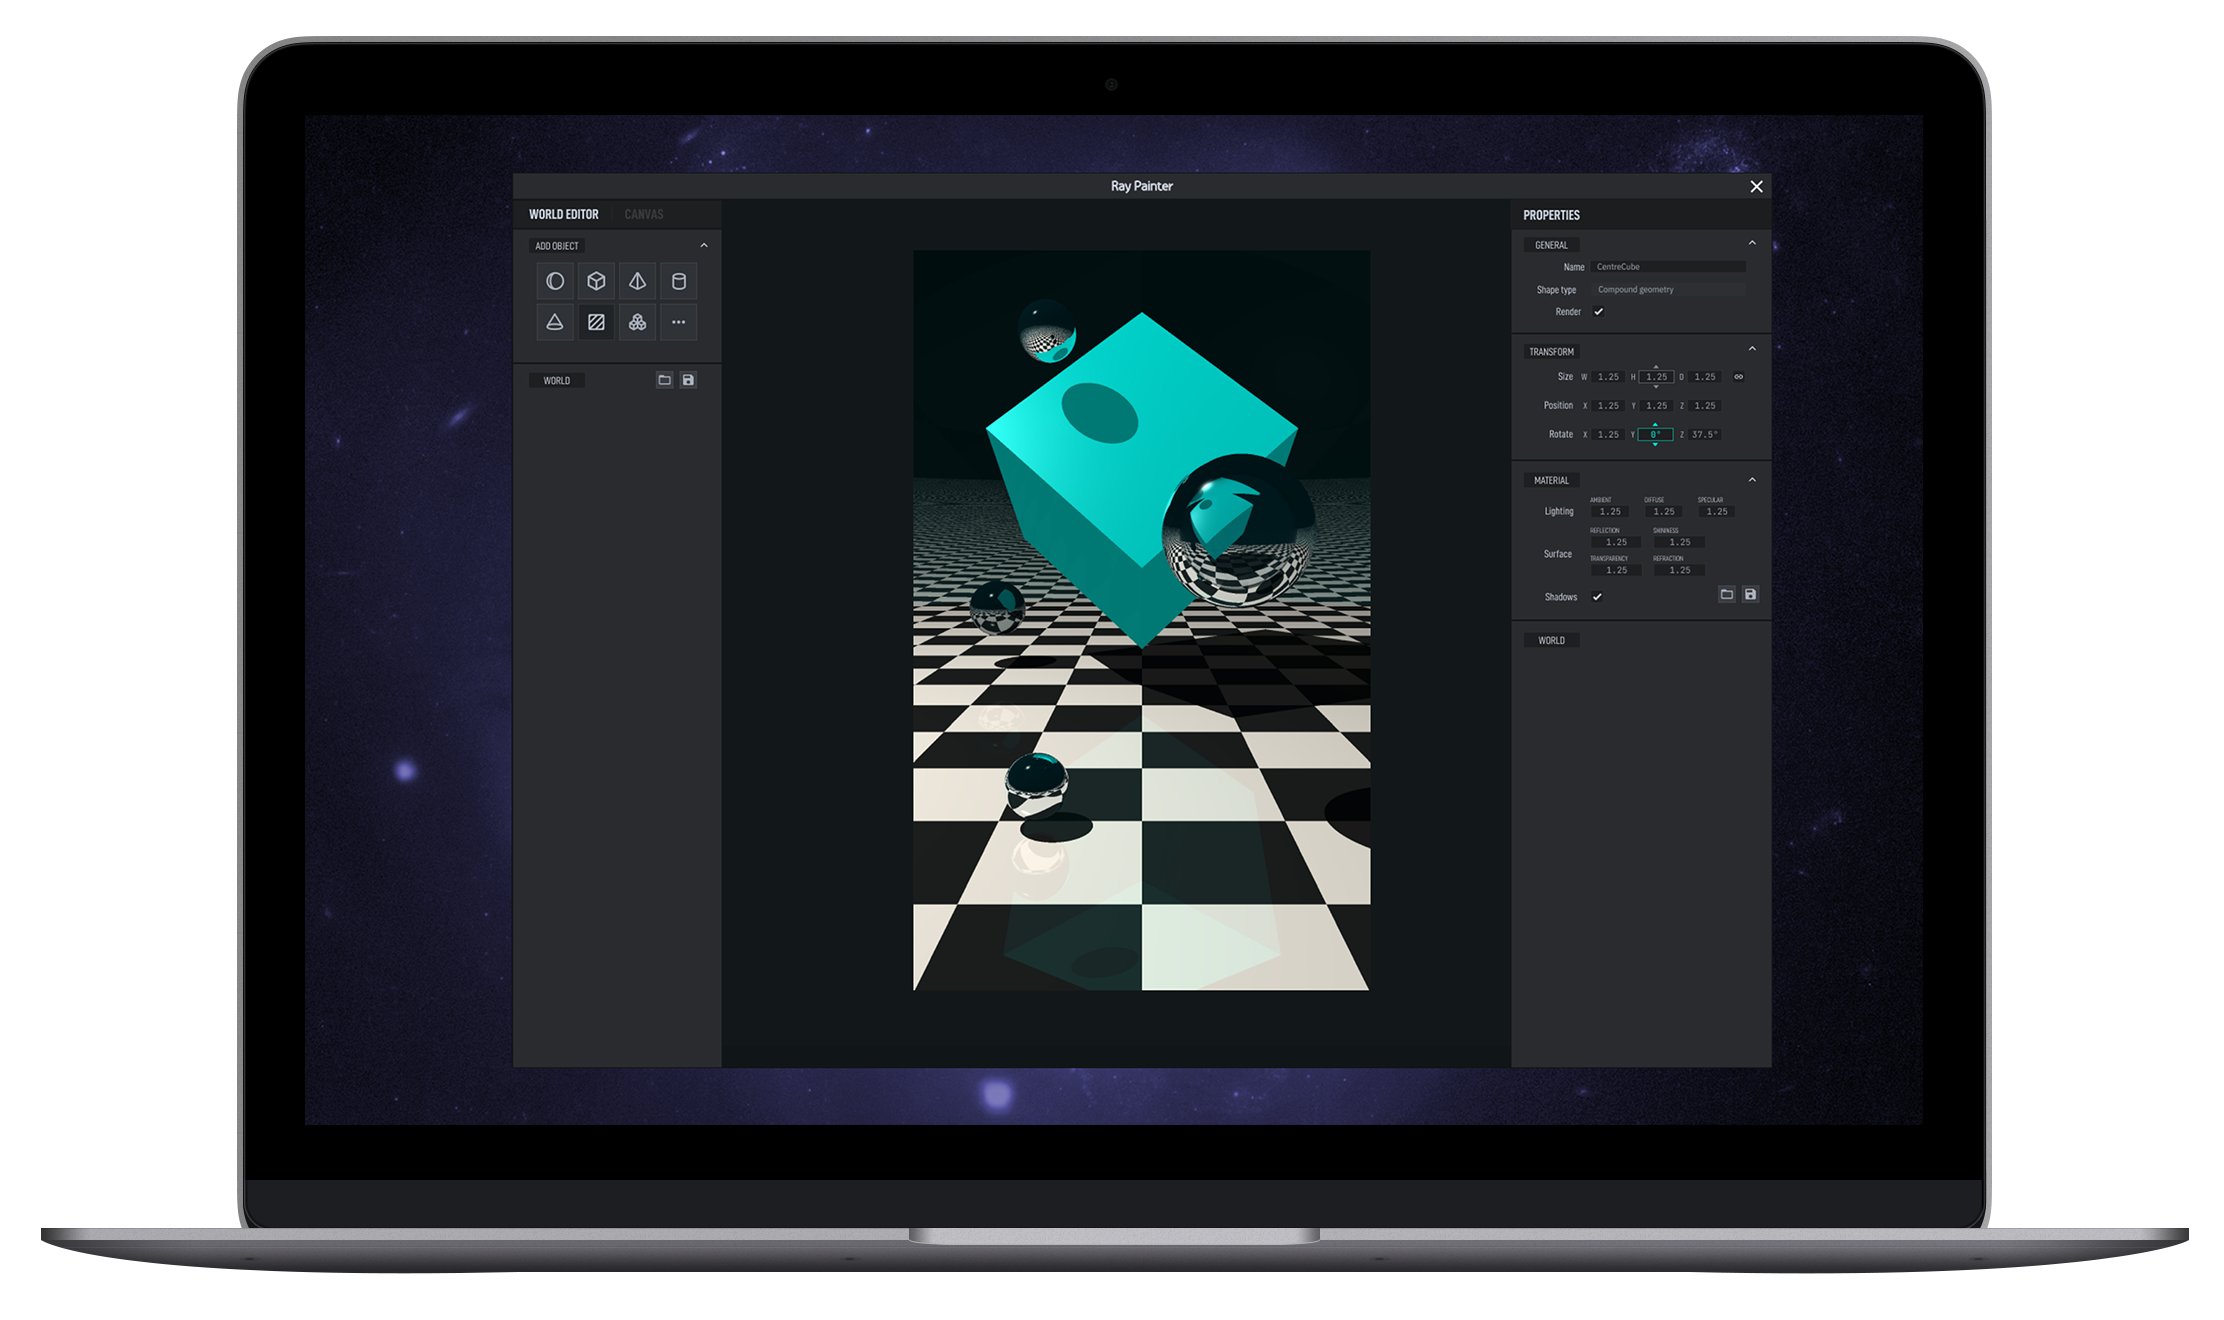 Ray Painter
WORLD EDITOR CANVAS
ADD OBJECT
WORLD
PROPERTIES
GENERAL
Name CentreCube
Shape type Compound geometry
Render
TRANSFORM
Size W 1.25 H 1.25 D 1.25
Position X 1.25 Y 1.25 Z 1.25
Rotate X 1.25 Y 0° Z 37.5°
MATERIAL
AMBIENT DIFFUSE SPECULAR
Lighting 1.25 1.25 1.25
REFLECTION SHININESS
1.25 1.25
Surface
TRANSPARENCY REFRACTION
1.25 1.25
Shadows
WORLD